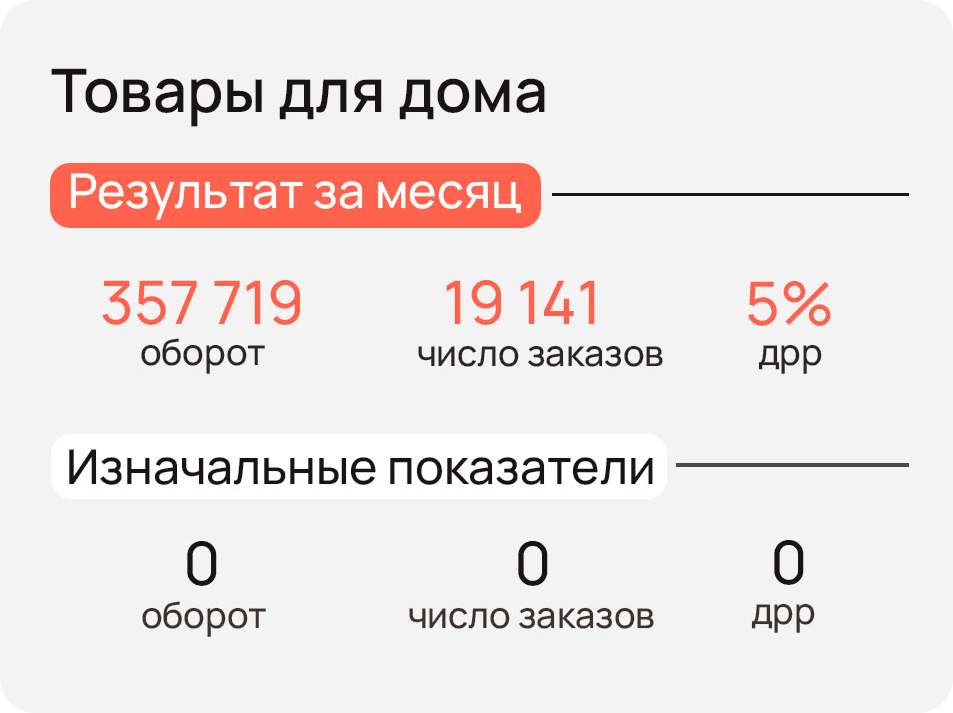 Товары для дома
Результат за месяц
357 719 19 141 5%
оборот число заказов дрр
Изначальные показатели
0 0 0
оборот число заказов дрр